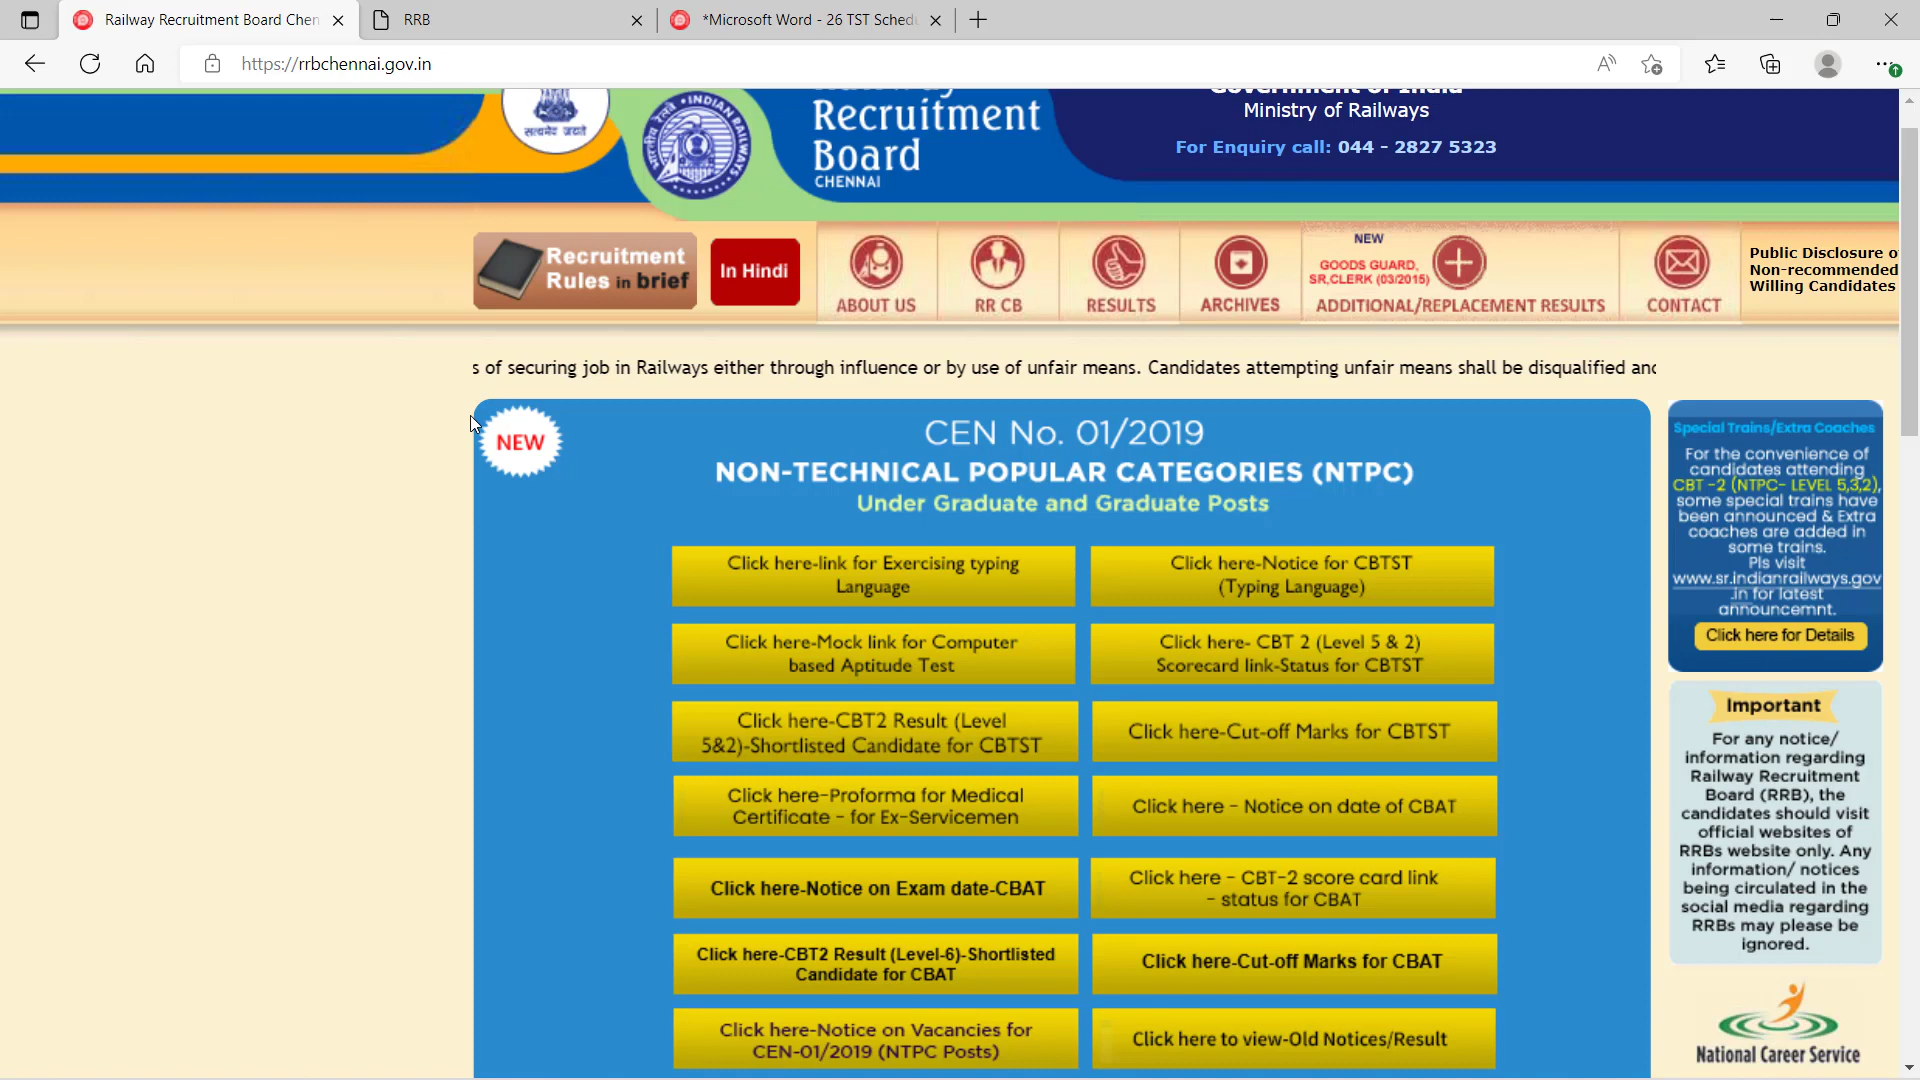 Railway Recruitment Board Chen
RRB
*Microsoft Word - 26 TST Schedu
https://rrbchennai.gov.in
सत्यमेव जयते
INDIAN RAILWAYS
भारतीय रेल
Railway
Recruitment
Board
CHENNAI
Government of India
Ministry of Railways
For Enquiry call: 044 - 2827 5323
Recruitment
Rules in brief
In Hindi
ABOUT US
RR CB
RESULTS
ARCHIVES
NEW
GOODS GUARD,
SR,CLERK (03/2015)
ADDITIONAL/REPLACEMENT RESULTS
CONTACT
Public Disclosure o
Non-recommended
Willing Candidates
s of securing job in Railways either through influence or by use of unfair means. Candidates attempting unfair means shall be disqualified and
NEW
CEN No. 01/2019
NON-TECHNICAL POPULAR CATEGORIES (NTPC)
Under Graduate and Graduate Posts
Click here-link for Exercising typing
Language
Click here-Notice for CBTST
(Typing Language)
Click here-Mock link for Computer
based Aptitude Test
Click here- CBT 2 (Level 5 & 2)
Scorecard link-Status for CBTST
Click here-CBT2 Result (Level
5&2)-Shortlisted Candidate for CBTST
Click here-Cut-off Marks for CBTST
Click here-Proforma for Medical
Certificate - for Ex-Servicemen
Click here - Notice on date of CBAT
Click here-Notice on Exam date-CBAT
Click here - CBT-2 score card link
- status for CBAT
Click here-CBT2 Result (Level-6)-Shortlisted
Candidate for CBAT
Click here-Cut-off Marks for CBAT
Click here-Notice on Vacancies for
CEN-01/2019 (NTPC Posts)
Click here to view-Old Notices/Result
Special Trains/Extra Coaches
For the convenience of
candidates attending
CBT -2 (NTPC- LEVEL 5,3,2),
some special trains have
been announced & Extra
coaches are added in
some trains.
Pls visit
www.sr.indianrailways.gov
.in for latest
announcemnt.
Click here for Details
Important
For any notice/
information regarding
Railway Recruitment
Board (RRB), the
candidates should visit
official websites of
RRBs website only. Any
information/ notices
being circulated in the
social media regarding
RRBs may please be
ignored.
National Career Service